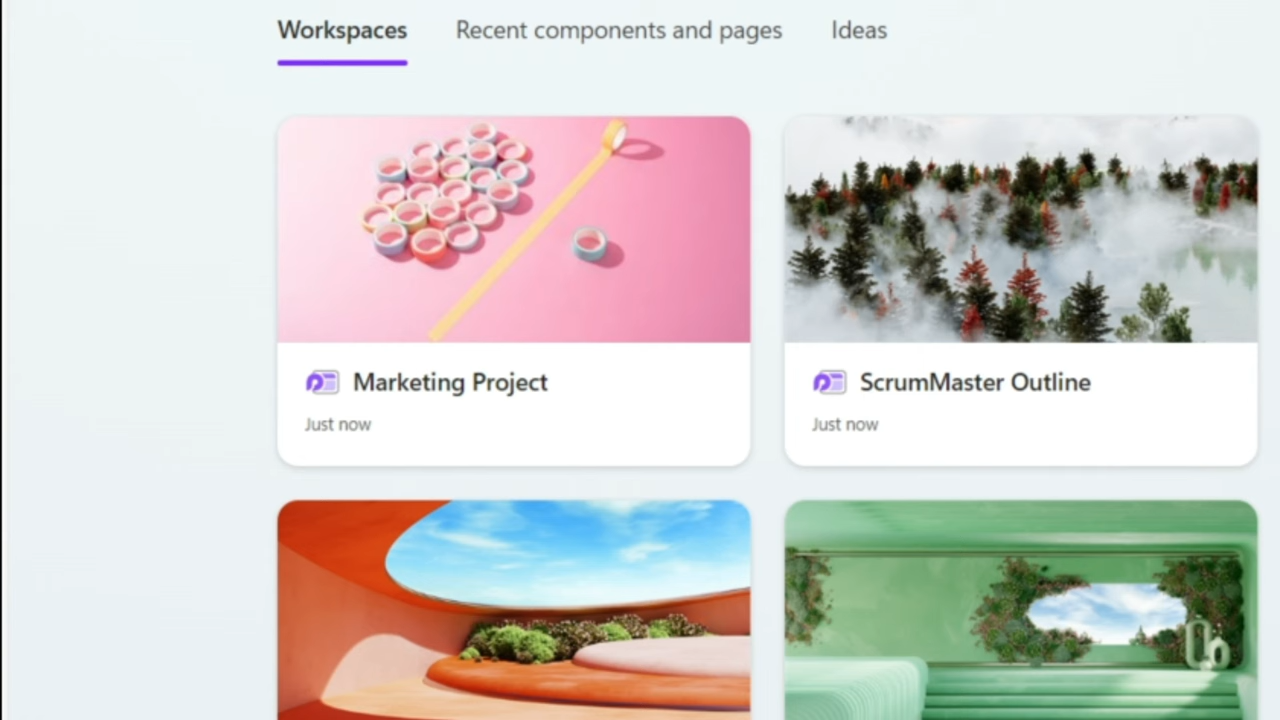 Workspaces Recent components and pages Ideas
Marketing Project
Just now
ScrumMaster Outline
Just now